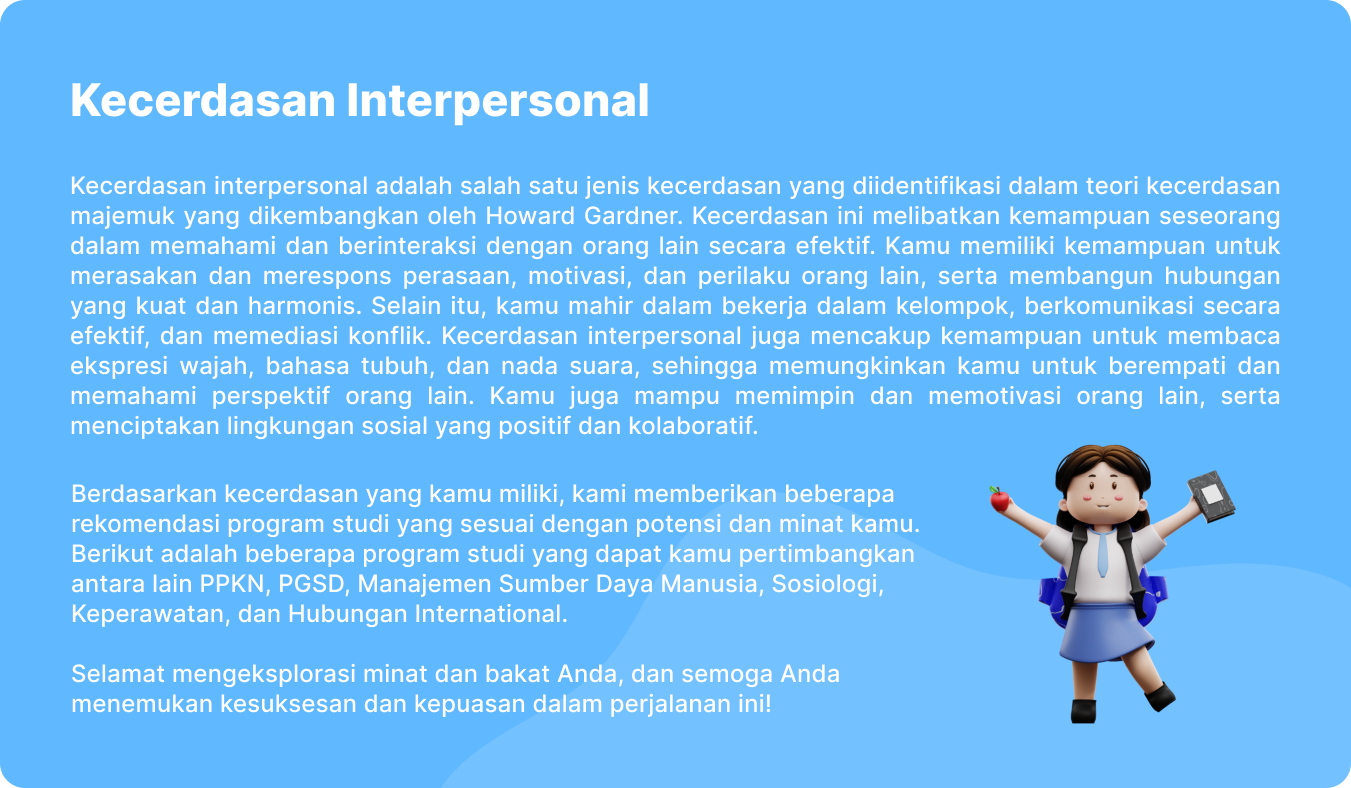 Kecerdasan Interpersonal
Kecerdasan interpersonal adalah salah satu jenis kecerdasan yang diidentifikasi dalam teori kecerdasan
majemuk yang dikembangkan oleh Howard Gardner. Kecerdasan ini melibatkan kemampuan seseorang
dalam memahami dan berinteraksi dengan orang lain secara efektif. Kamu memiliki kemampuan untuk
merasakan dan merespons perasaan, motivasi, dan perilaku orang lain, serta membangun hubungan
yang kuat dan harmonis. Selain itu, kamu mahir dalam bekerja dalam kelompok, berkomunikasi secara
efektif, dan memediasi konflik. Kecerdasan interpersonal juga mencakup kemampuan untuk membaca
ekspresi wajah, bahasa tubuh, dan nada suara, sehingga memungkinkan kamu untuk berempati dan
memahami perspektif orang lain. Kamu juga mampu memimpin dan memotivasi orang lain, serta
menciptakan lingkungan sosial yang positif dan kolaboratif.
Berdasarkan kecerdasan yang kamu miliki, kami memberikan beberapa
rekomendasi program studi yang sesuai dengan potensi dan minat kamu.
Berikut adalah beberapa program studi yang dapat kamu pertimbangkan
antara lain PPKN, PGSD, Manajemen Sumber Daya Manusia, Sosiologi,
Keperawatan, dan Hubungan International.
Selamat mengeksplorasi minat dan bakat Anda, dan semoga Anda
menemukan kesuksesan dan kepuasan dalam perjalanan ini!